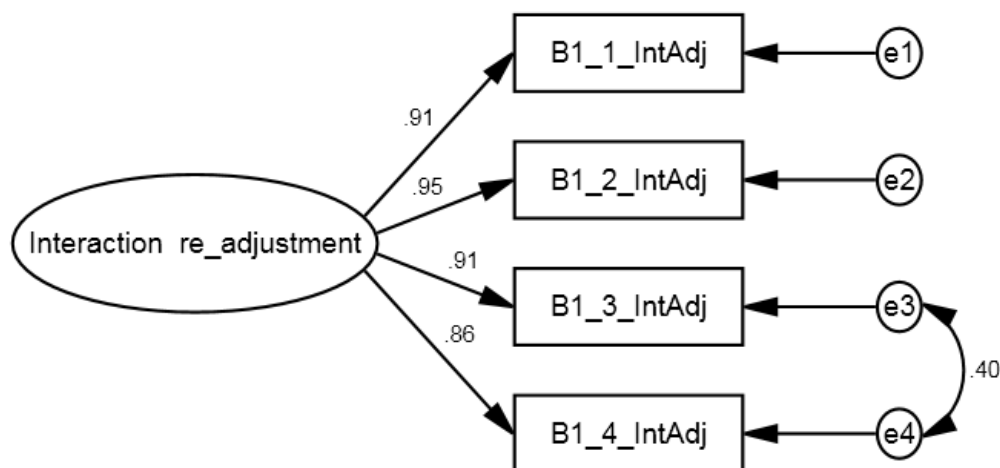 B1_1_IntAdj
e1
.91
B1_2_IntAdj
e2
.95
Interaction re_adjustment
.91
B1_3_IntAdj
e3
.86
.40
B1_4_IntAdj
e4